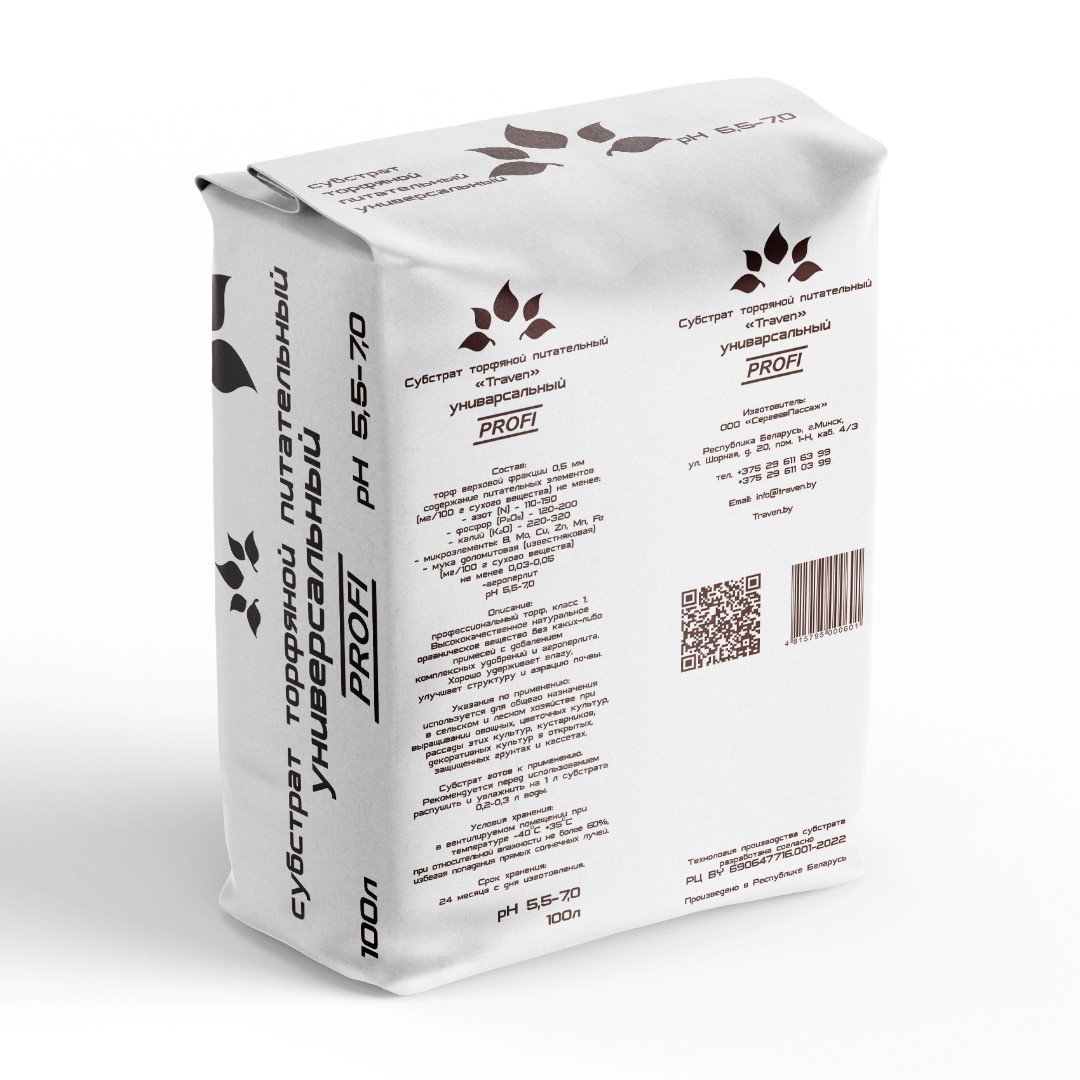 субстрат
торфяной
питательный
универсальный
pH 5,5-7,0
субстрат торфяной питательный
универсальный
PROFI
pH 5,5-7,0
100л
Субстрат торфяной питательный
«Traven»
универсальный
PROFI
Состав:
торф верховой фракции 0,5 мм
содержание питательных элементов
(мг/100 г сухого вещества) не менее:
- азот (N) - 110-190
- фосфор (P₂O₅) - 120-200
- калий (K₂O) - 220-320
- микроэлементы: B, Mo, Cu, Zn, Mn, Fe
- мука доломитовая (известняковая)
(мг/100 г сухого вещества)
не менее 0,03-0,05
-агроперлит
pH 5,5-7,0
Описание:
профессиональный торф, класс 1.
Высококачественное натуральное
органическое вещество без каких-либо
примесей с добавлением
комплексных удобрений и агроперлита.
Хорошо удерживает влагу,
улучшает структуру и аэрацию почвы.
Указания по применению:
используется для общего назначения
в сельском и лесном хозяйстве при
выращивании овощных, цветочных культур,
рассады этих культур, кустарников,
декоративных культур в открытых,
защищенных грунтах и кассетах.
Субстрат готов к применению.
Рекомендуется перед использованием
распушить и увлажнить на 1 л субстрата
0,2-0,3 л воды.
Условия хранения:
в вентилируемом помещении при
температуре -40°C +35°C
при относительной влажности не более 60%,
избегая попадания прямых солнечных лучей.
Срок хранения:
24 месяца с дня изготовления.
pH 5,5-7,0
100л
Субстрат торфяной питательный
«Traven»
универсальный
PROFI
Изготовитель:
ООО «СергеевПассаж»
Республика Беларусь, г.Минск,
ул. Шорная, д. 20, пом. 1-Н, каб. 4/3
тел. +375 29 611 63 99
+375 29 611 03 99
Email: info@traven.by
Traven.by
4 815795 000601
Технология производства субстрата
разработана согласно
РЦ BY 690647716.001-2022
Произведено в Республике Беларусь